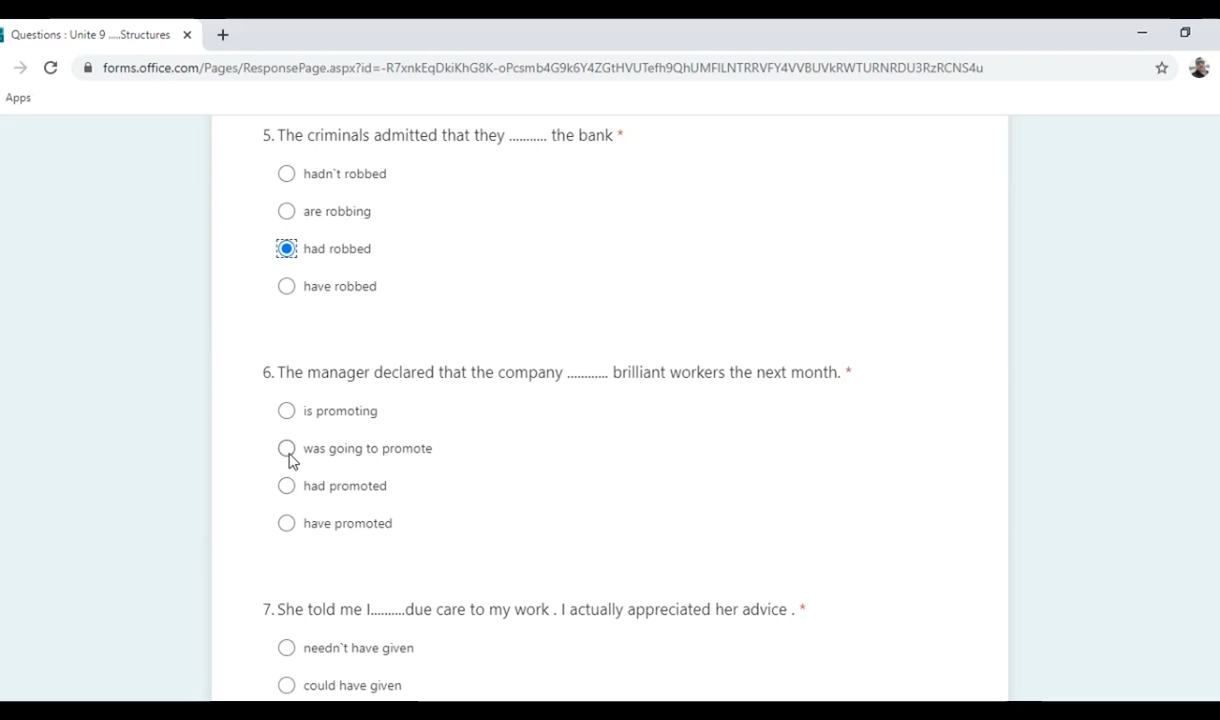 Questions : Unite 9 .....Structures
forms.office.com/Pages/ResponsePage.aspx?id=-R7xnkEqDkiKhG8K-oPcsmb4G9k6Y4ZGtHVUTefh9QhUMFlLNTRRVFY4VVBUVkRWTURNRDU3RzRCNS4u
Apps
5. The criminals admitted that they ........... the bank *
hadn`t robbed
are robbing
had robbed
have robbed
6. The manager declared that the company ............ brilliant workers the next month. *
is promoting
was going to promote
had promoted
have promoted
7. She told me I..........due care to my work . I actually appreciated her advice . *
needn`t have given
could have given